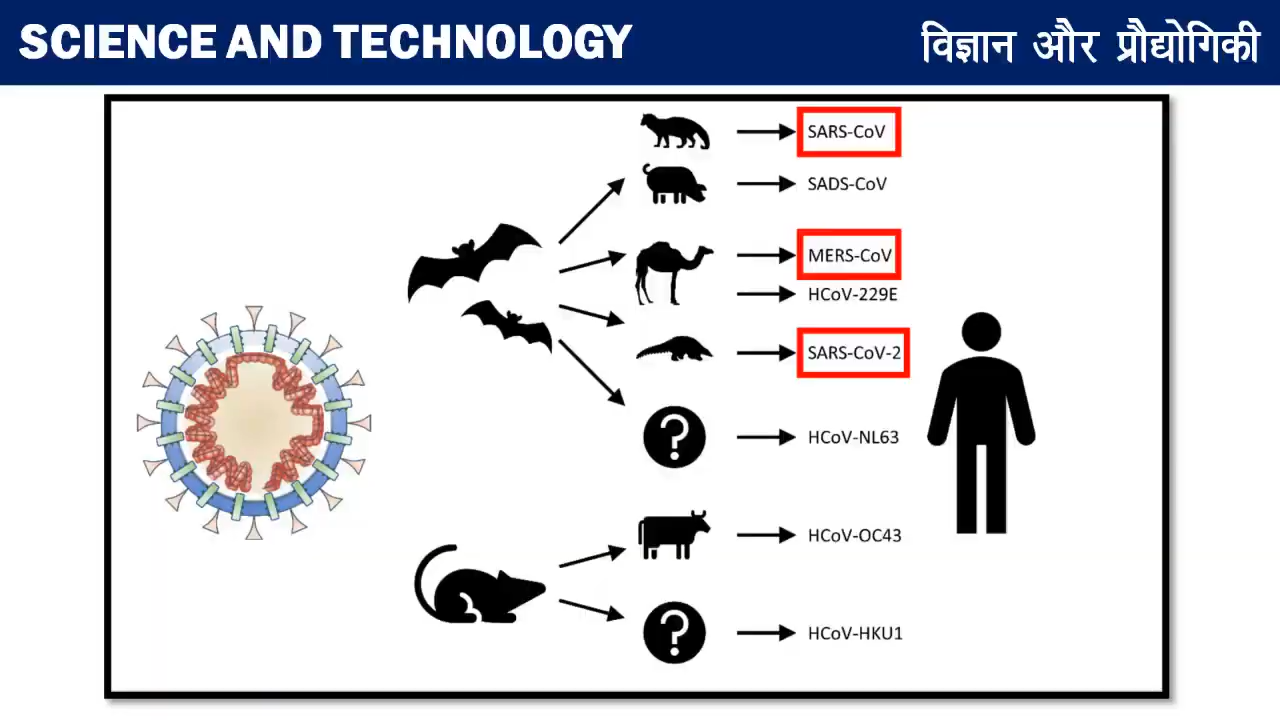 SCIENCE AND TECHNOLOGY
विज्ञान और प्रौद्योगिकी
SARS-CoV
SADS-CoV
MERS-CoV
HCoV-229E
SARS-CoV-2
?
HCoV-NL63
HCoV-OC43
?
HCoV-HKU1